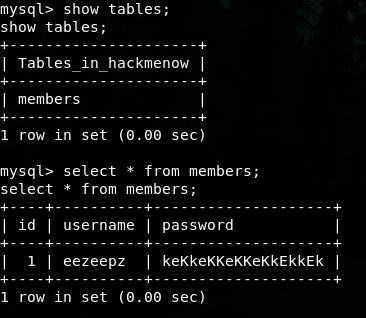 mysql> show tables;
show tables;
+---------------------+
| Tables_in_hackmenow |
+---------------------+
| members             |
+---------------------+
1 row in set (0.00 sec)

mysql> select * from members;
select * from members;
+----+----------+---------------------+
| id | username | password            |
+----+----------+---------------------+
|  1 | eezeepz  | keKkeKKeKKeKkEkkEk |
+----+----------+---------------------+
1 row in set (0.00 sec)